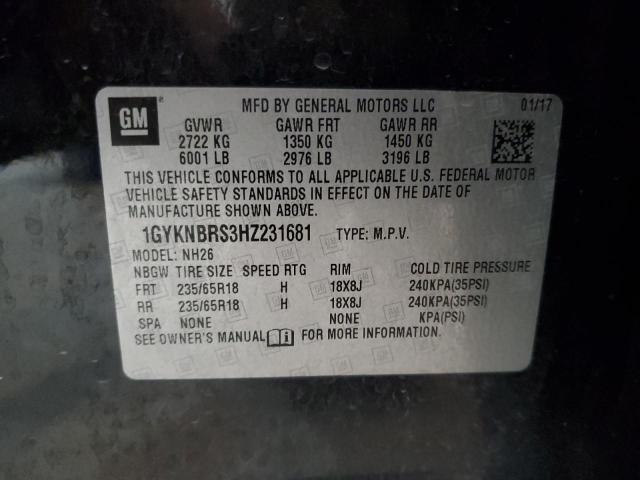 GM
MFD BY GENERAL MOTORS LLC 01/17
GVWR GAWR FRT GAWR RR
2722 KG 1350 KG 1450 KG
6001 LB 2976 LB 3196 LB
THIS VEHICLE CONFORMS TO ALL APPLICABLE U.S. FEDERAL MOTOR
VEHICLE SAFETY STANDARDS IN EFFECT ON THE DATE OF
MANUFACTURE SHOWN ABOVE.
1GYKNBRS3HZ231681 TYPE: M.P.V.
MODEL: NH26
NBGW TIRE SIZE SPEED RTG RIM COLD TIRE PRESSURE
FRT 235/65R18 H 18X8J 240KPA(35PSI)
RR 235/65R18 H 18X8J 240KPA(35PSI)
SPA NONE NONE KPA(PSI)
SEE OWNER'S MANUAL FOR MORE INFORMATION.